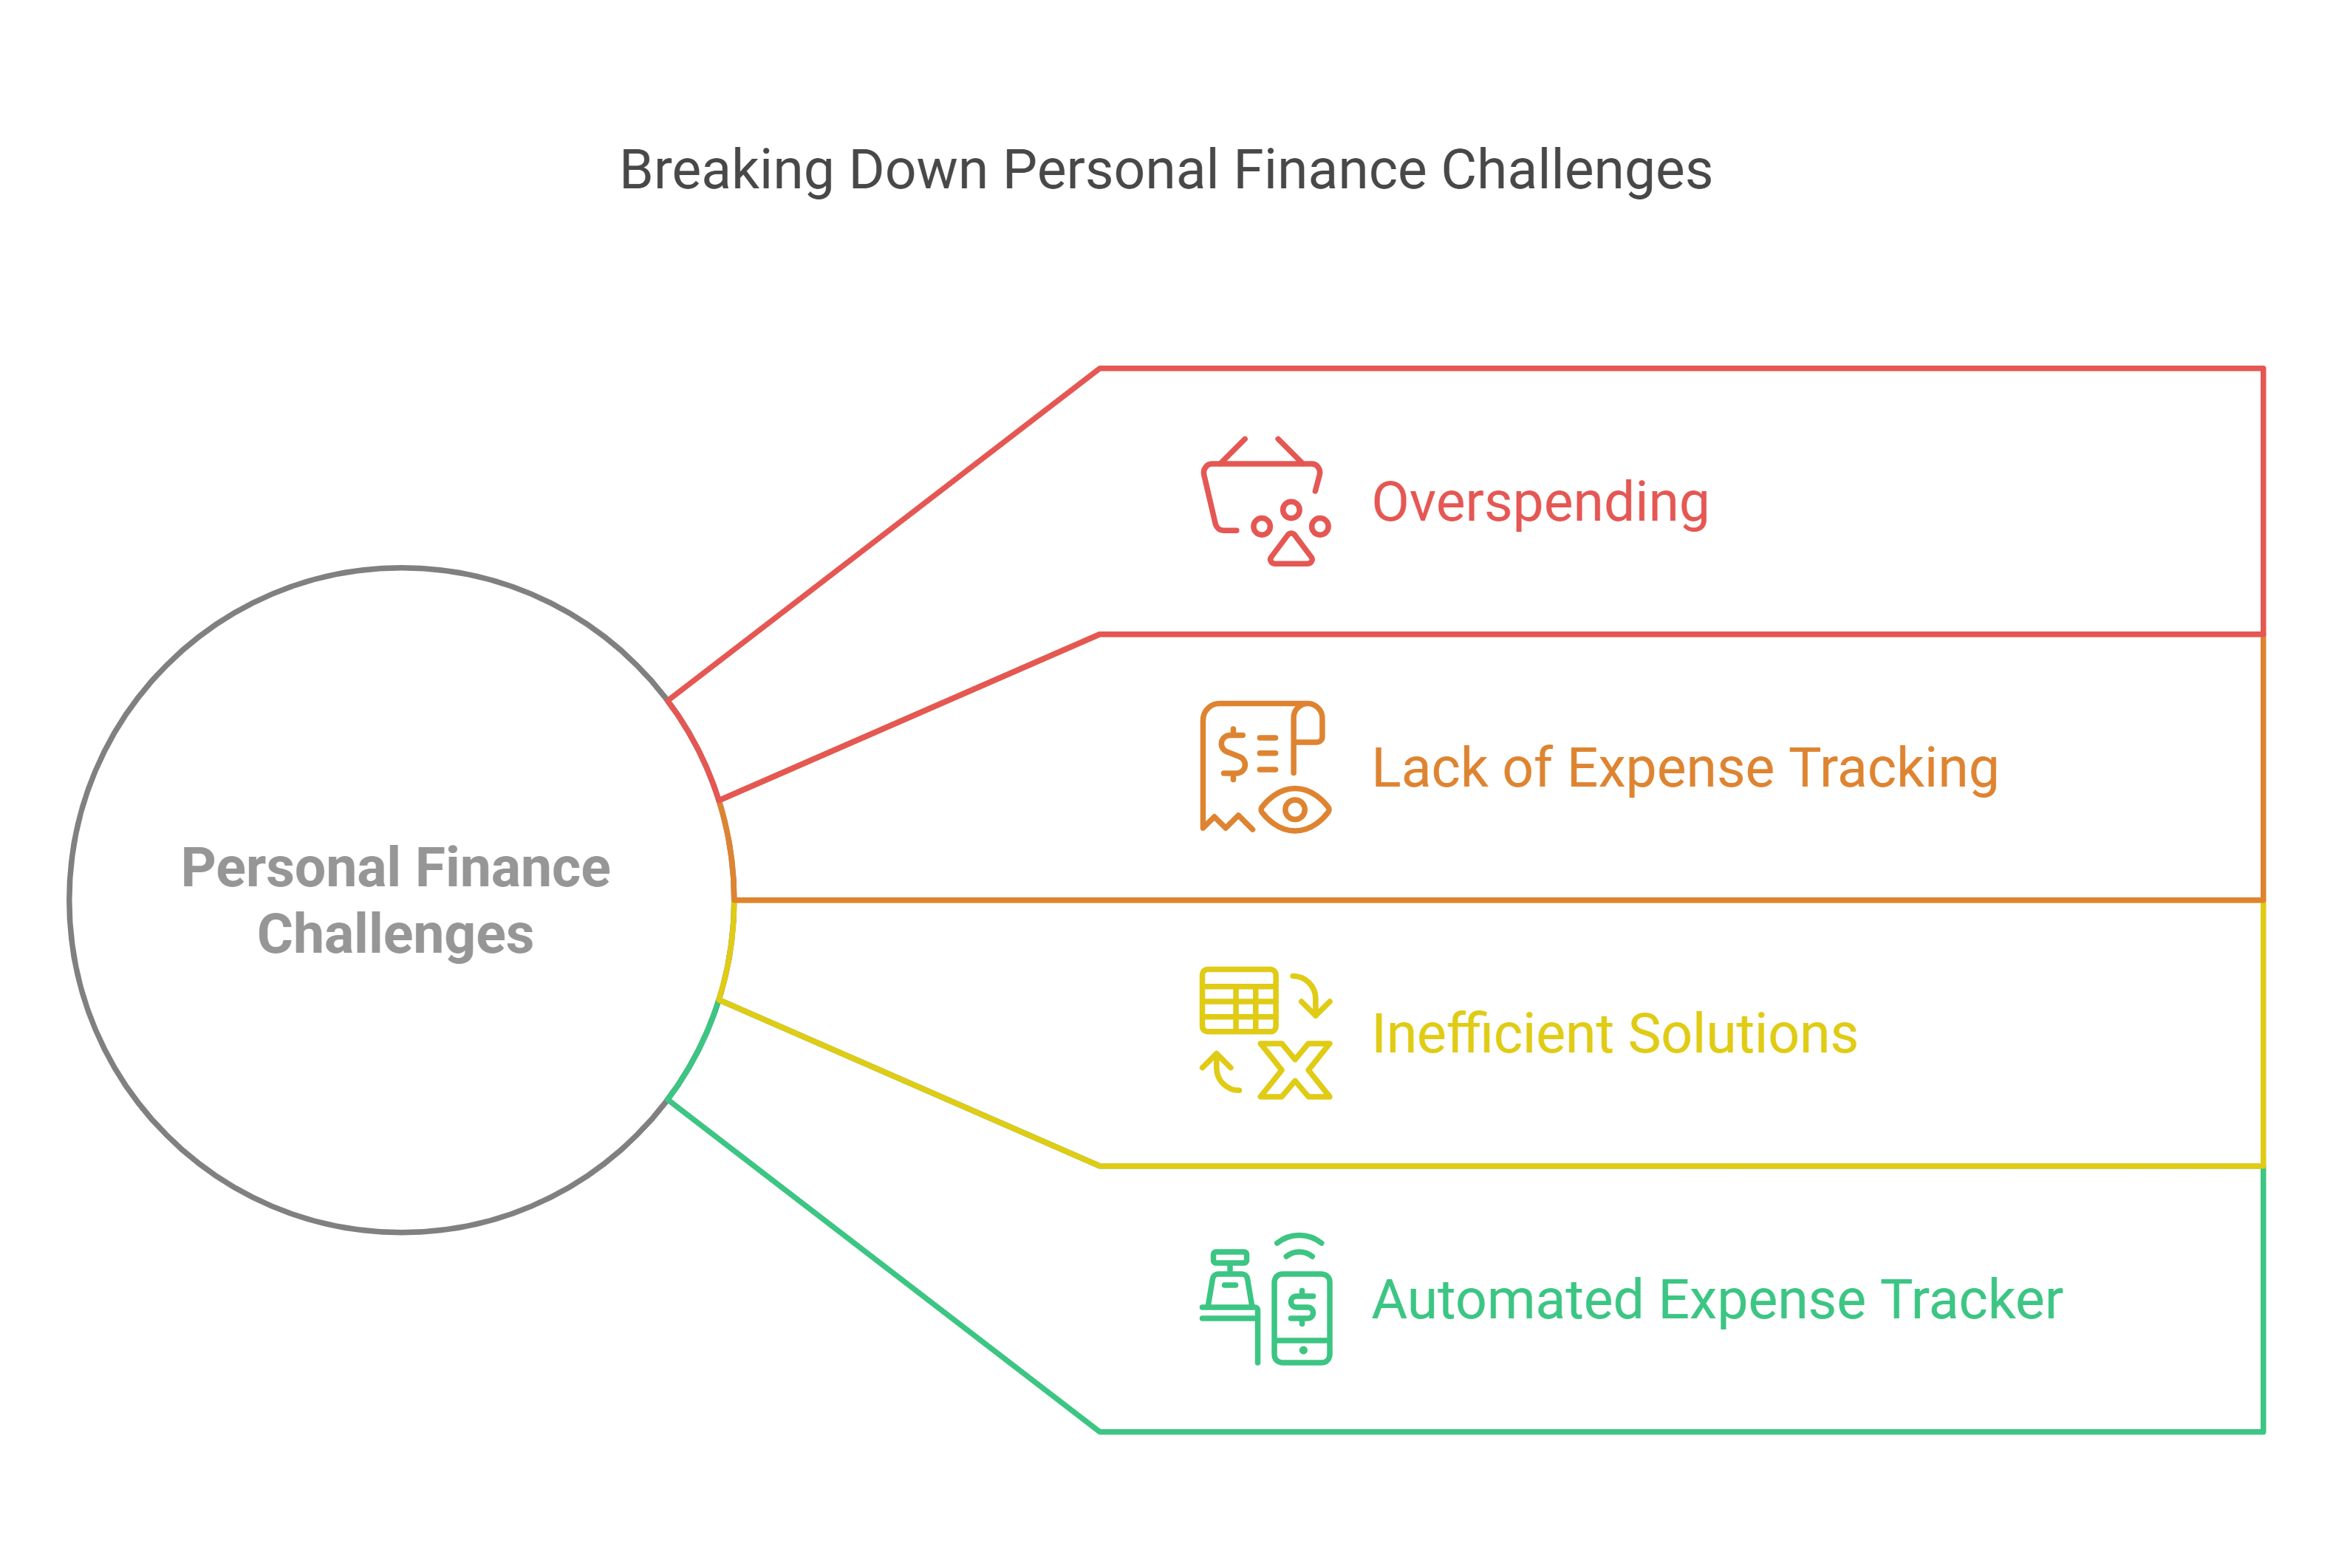 Breaking Down Personal Finance Challenges
Overspending
Lack of Expense Tracking
Personal Finance
Challenges
Inefficient Solutions
Automated Expense Tracker